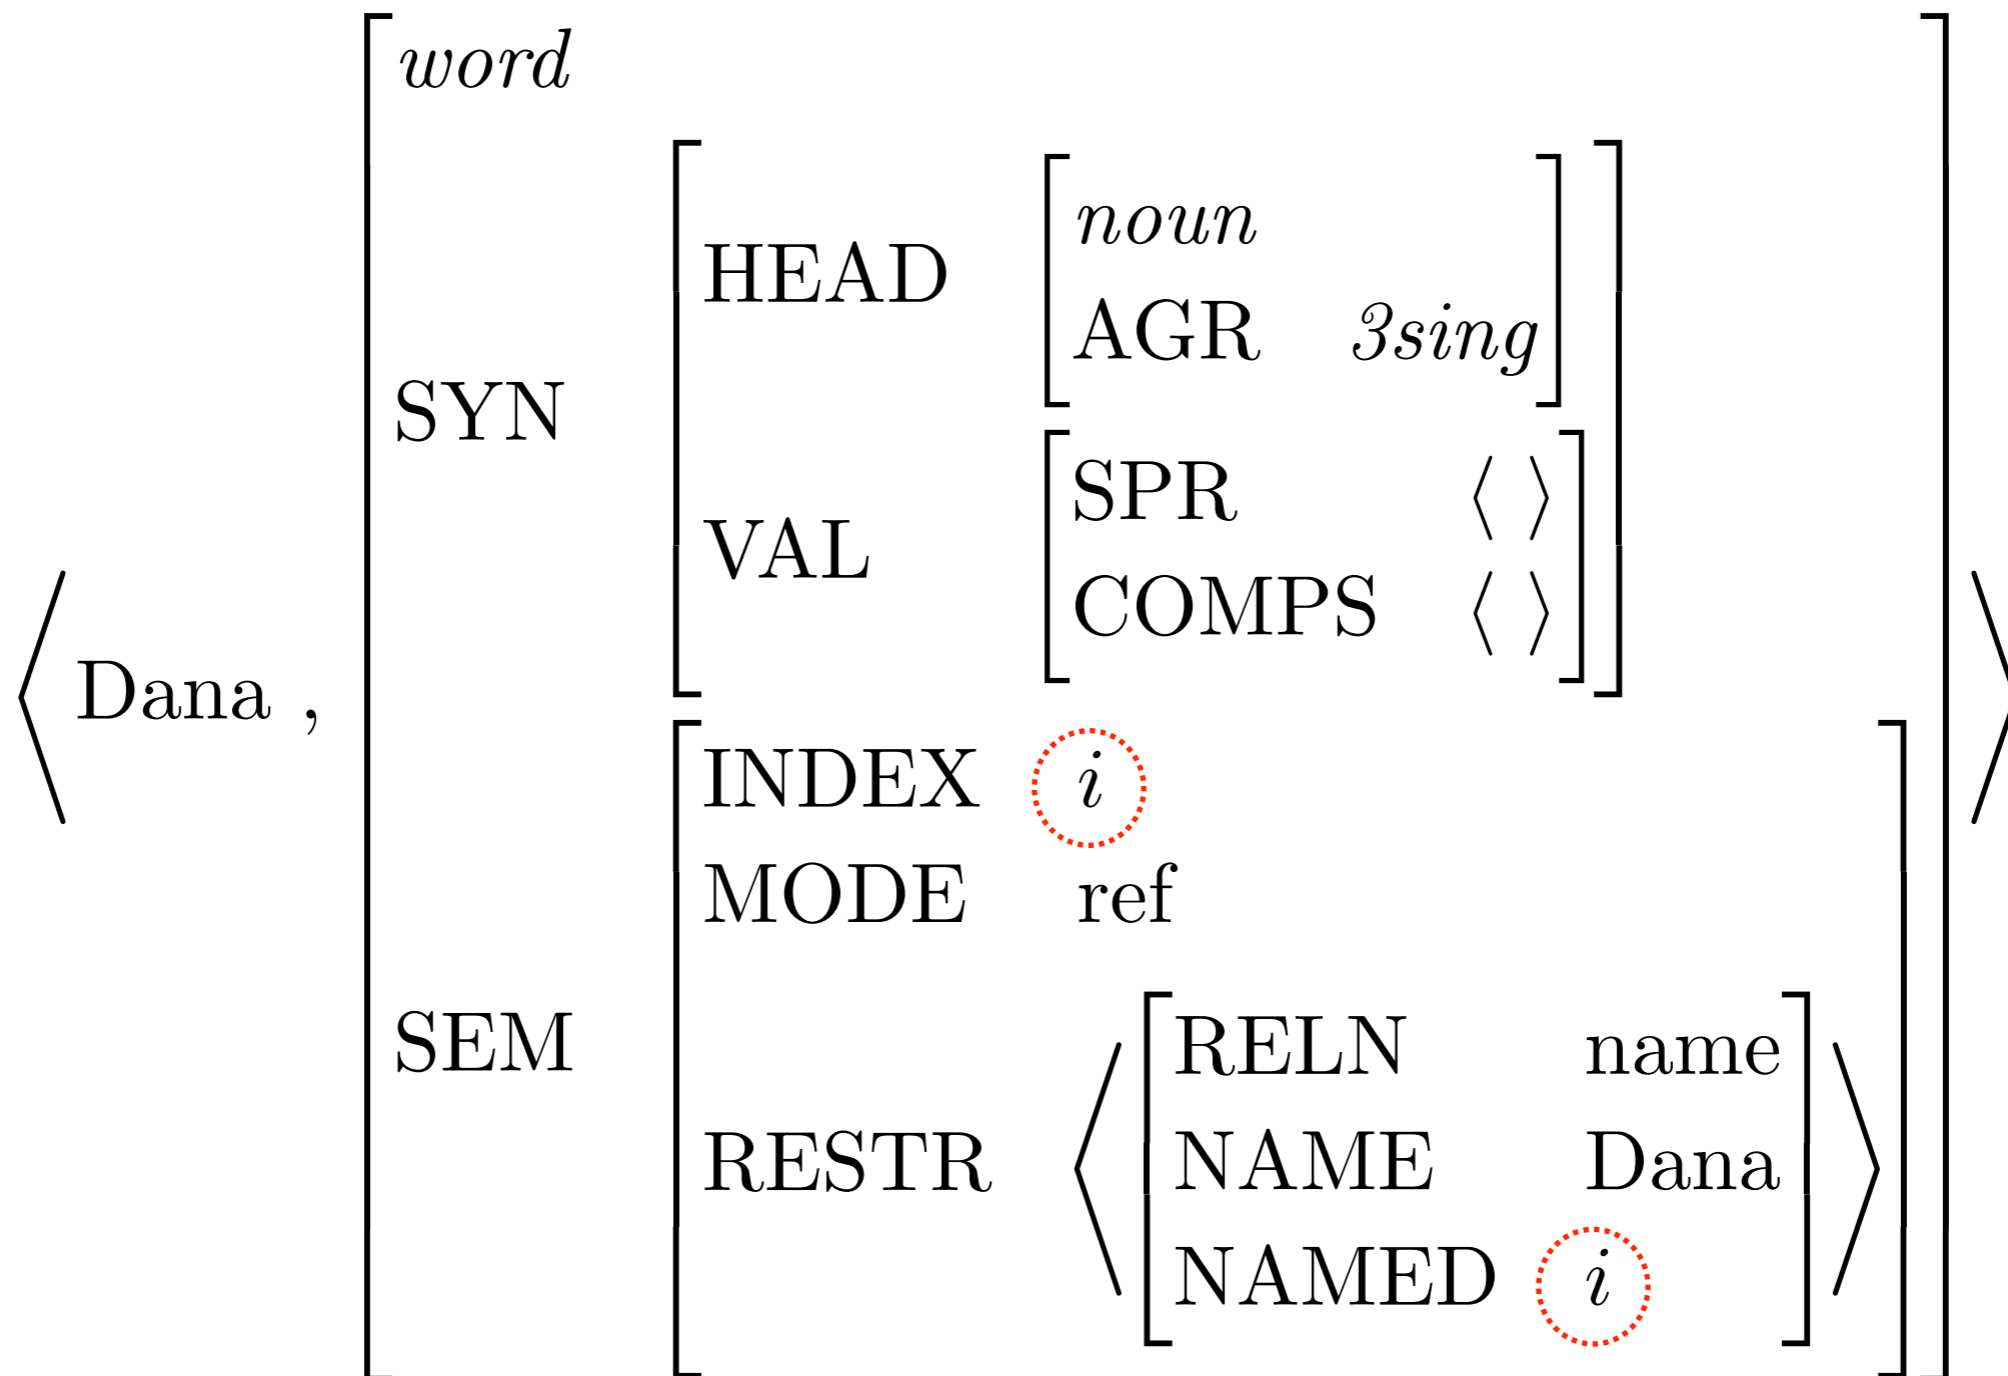 word
HEAD noun
AGR 3sing
SYN
VAL SPR ⟨ ⟩
COMPS ⟨ ⟩
⟨ Dana , ⟩
INDEX i
MODE ref
SEM
RESTR ⟨ RELN name
NAME Dana ⟩
NAMED i